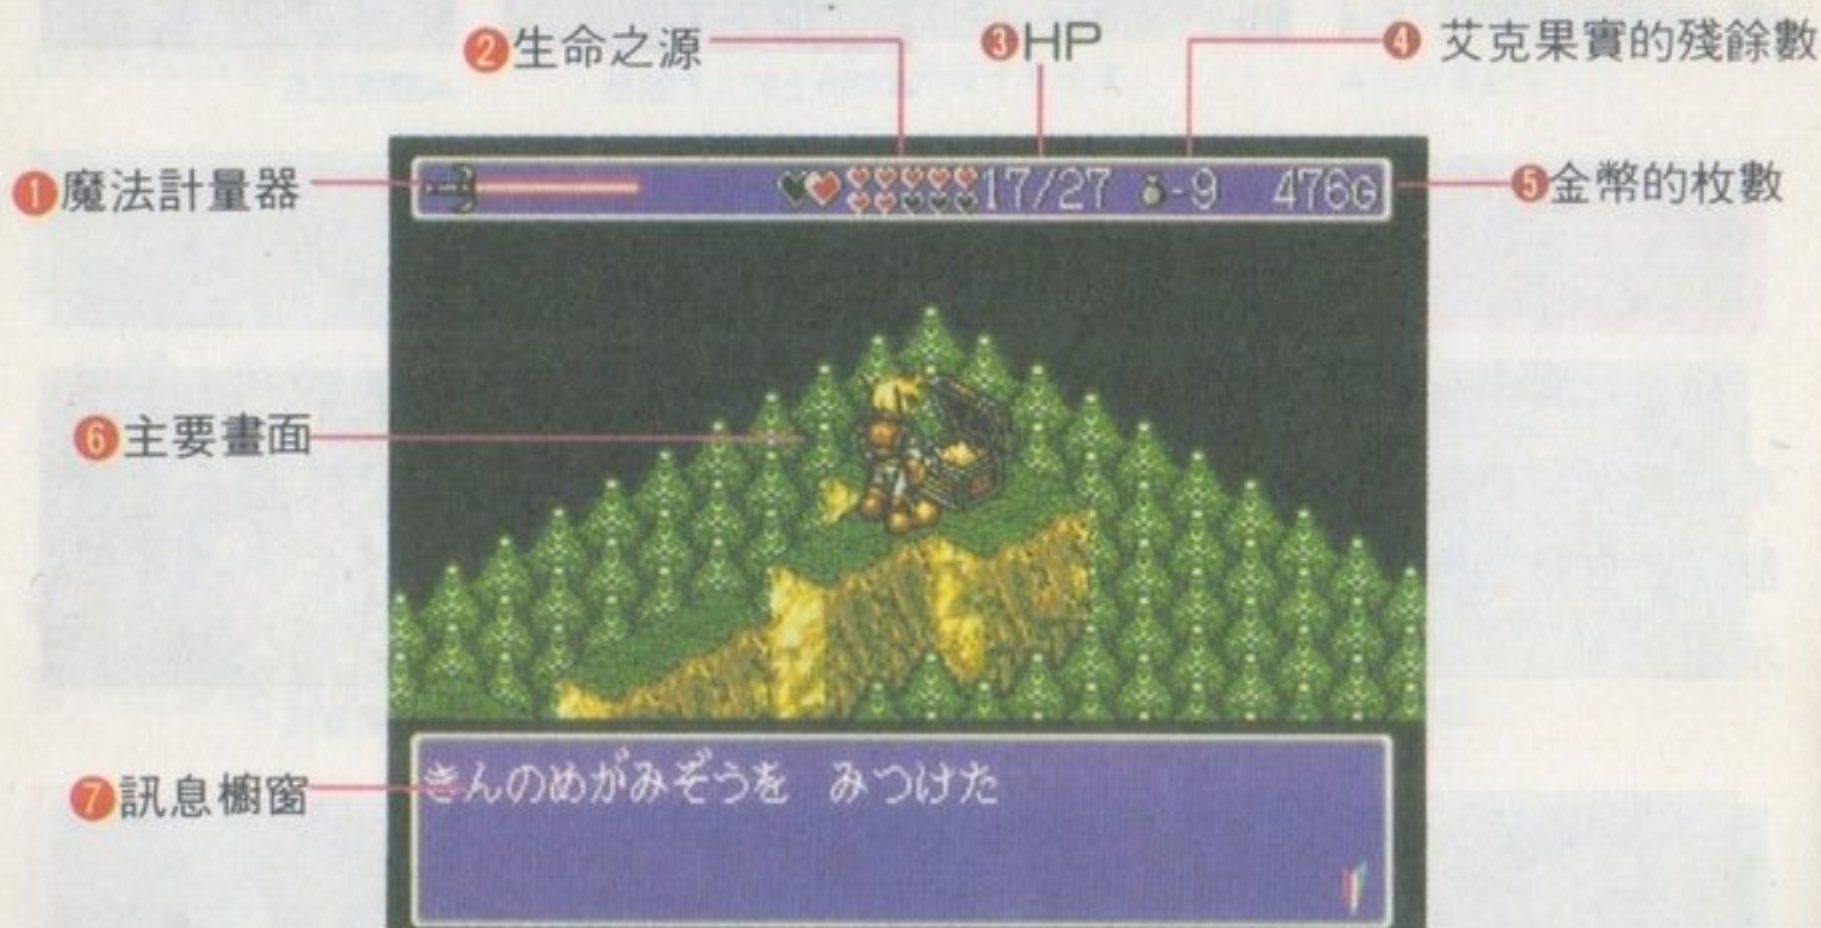 ❷生命之源
❸HP
❹ 艾克果實的殘餘數
❶魔法計量器
17/27 -9 476G
❺金幣的枚數
❻主要畫面
❼訊息櫥窗
きんのめがみぞうを みつけた